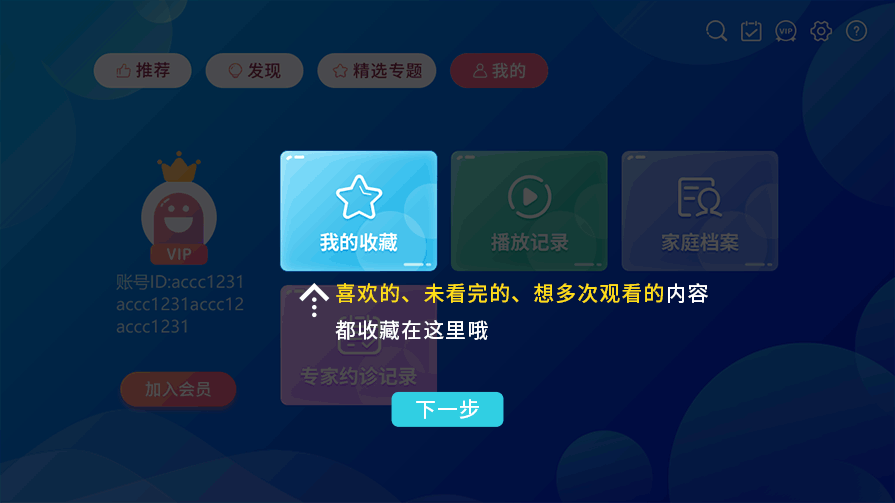 VIP
推荐
发现
精选专题
我的
VIP
账号ID:accc1231
accc1231accc12
accc1231
加入会员
我的收藏
播放记录
家庭档案
喜欢的、未看完的、想多次观看的内容
都收藏在这里哦
专家约诊记录
下一步